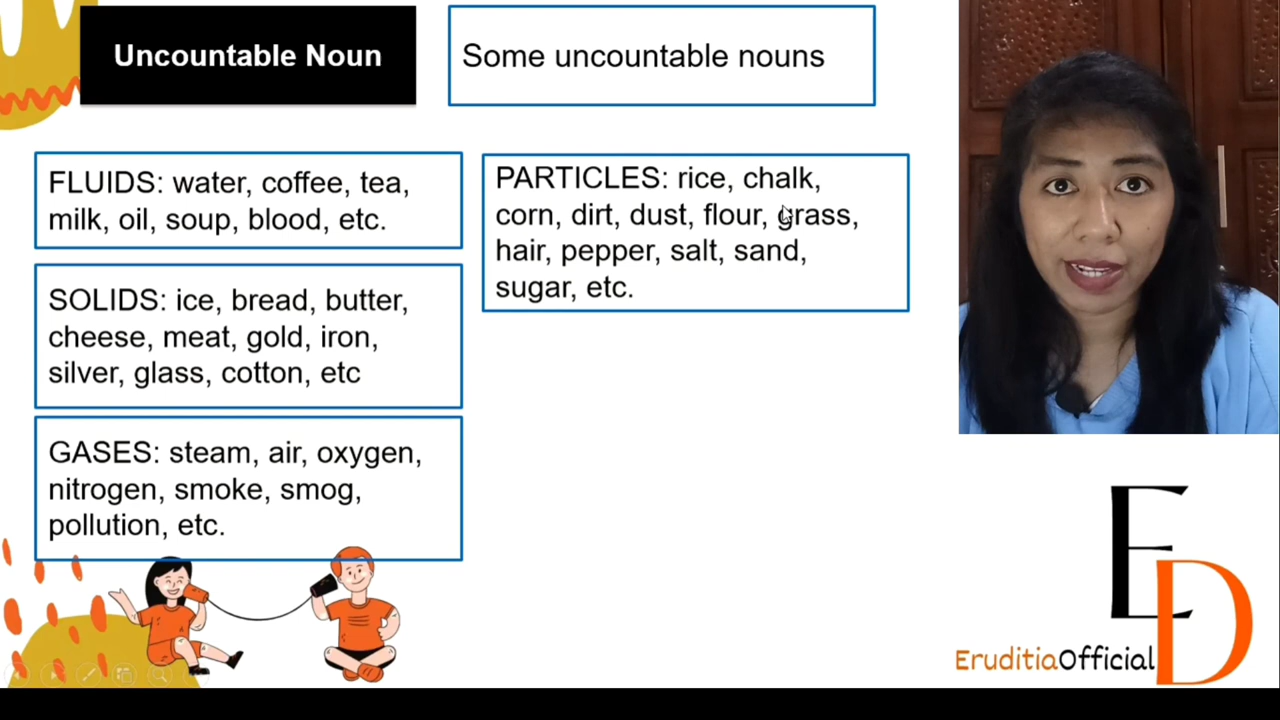 Uncountable Noun
Some uncountable nouns
FLUIDS: water, coffee, tea,
milk, oil, soup, blood, etc.
SOLIDS: ice, bread, butter,
cheese, meat, gold, iron,
silver, glass, cotton, etc
GASES: steam, air, oxygen,
nitrogen, smoke, smog,
pollution, etc.
PARTICLES: rice, chalk,
corn, dirt, dust, flour, grass,
hair, pepper, salt, sand,
sugar, etc.
ED
EruditiaOfficial